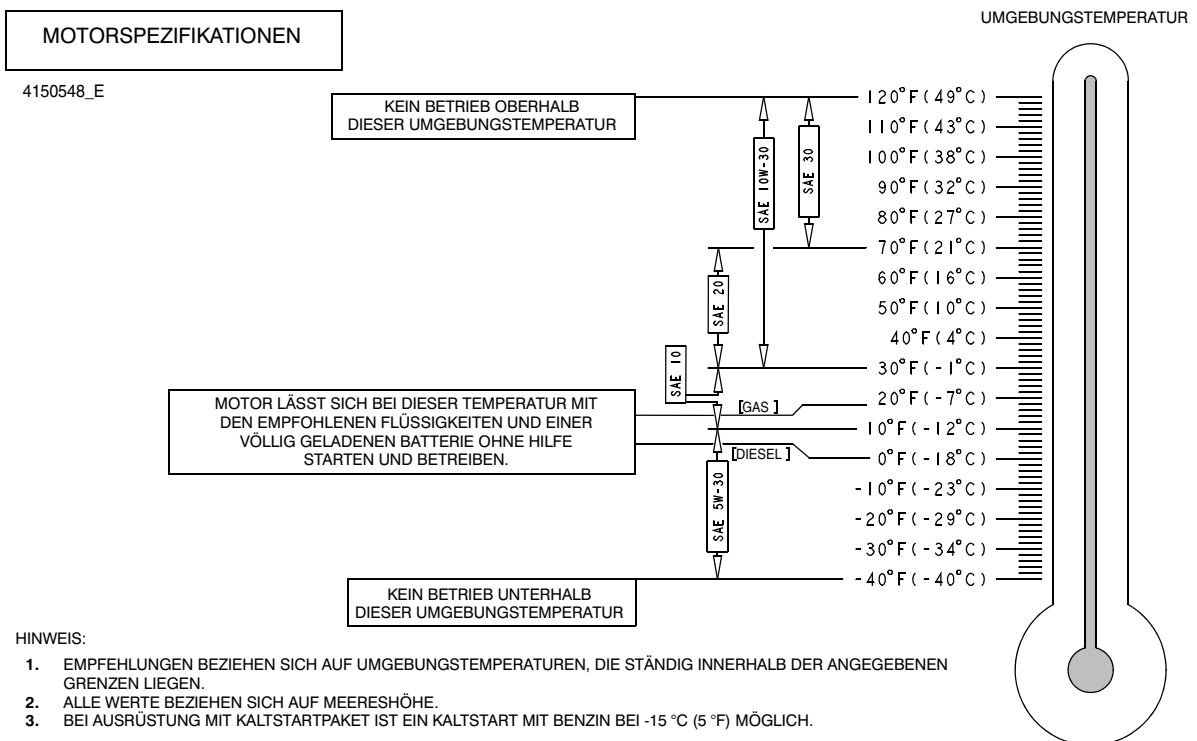 MOTORSPEZIFIKATIONEN
UMGEBUNGSTEMPERATUR
4150548_E
KEIN BETRIEB OBERHALB
DIESER UMGEBUNGSTEMPERATUR
120°F(49°C)
110°F(43°C)
100°F(38°C)
90°F(32°C)
80°F(27°C)
70°F(21°C)
60°F(16°C)
50°F(10°C)
40°F(4°C)
30°F(-1°C)
20°F(-7°C)
10°F(-12°C)
0°F(-18°C)
-10°F(-23°C)
-20°F(-29°C)
-30°F(-34°C)
-40°F(-40°C)
SAE 10W-30
SAE 30
SAE 20
SAE 10
SAE 5W-30
[GAS ]
[DIESEL ]
MOTOR LÄSST SICH BEI DIESER TEMPERATUR MIT
DEN EMPFOHLENEN FLÜSSIGKEITEN UND EINER
VÖLLIG GELADENEN BATTERIE OHNE HILFE
STARTEN UND BETREIBEN.
KEIN BETRIEB UNTERHALB
DIESER UMGEBUNGSTEMPERATUR
HINWEIS:
1. EMPFEHLUNGEN BEZIEHEN SICH AUF UMGEBUNGSTEMPERATUREN, DIE STÄNDIG INNERHALB DER ANGEGEBENEN
GRENZEN LIEGEN.
2. ALLE WERTE BEZIEHEN SICH AUF MEERESHÖHE.
3. BEI AUSRÜSTUNG MIT KALTSTARTPAKET IST EIN KALTSTART MIT BENZIN BEI -15 °C (5 °F) MÖGLICH.